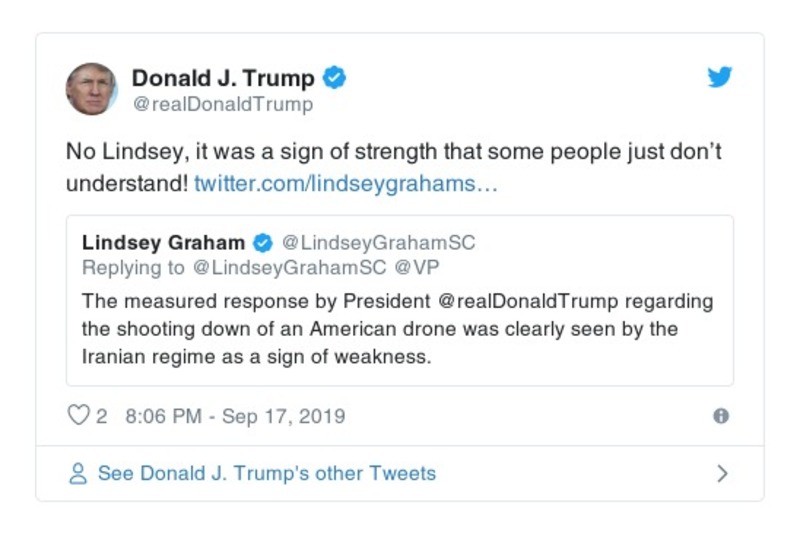 Donald J. Trump
@realDonaldTrump
No Lindsey, it was a sign of strength that some people just don’t
understand! twitter.com/lindseygrahams…
Lindsey Graham @LindseyGrahamSC
Replying to @LindseyGrahamSC @VP
The measured response by President @realDonaldTrump regarding
the shooting down of an American drone was clearly seen by the
Iranian regime as a sign of weakness.
2 8:06 PM - Sep 17, 2019
See Donald J. Trump's other Tweets